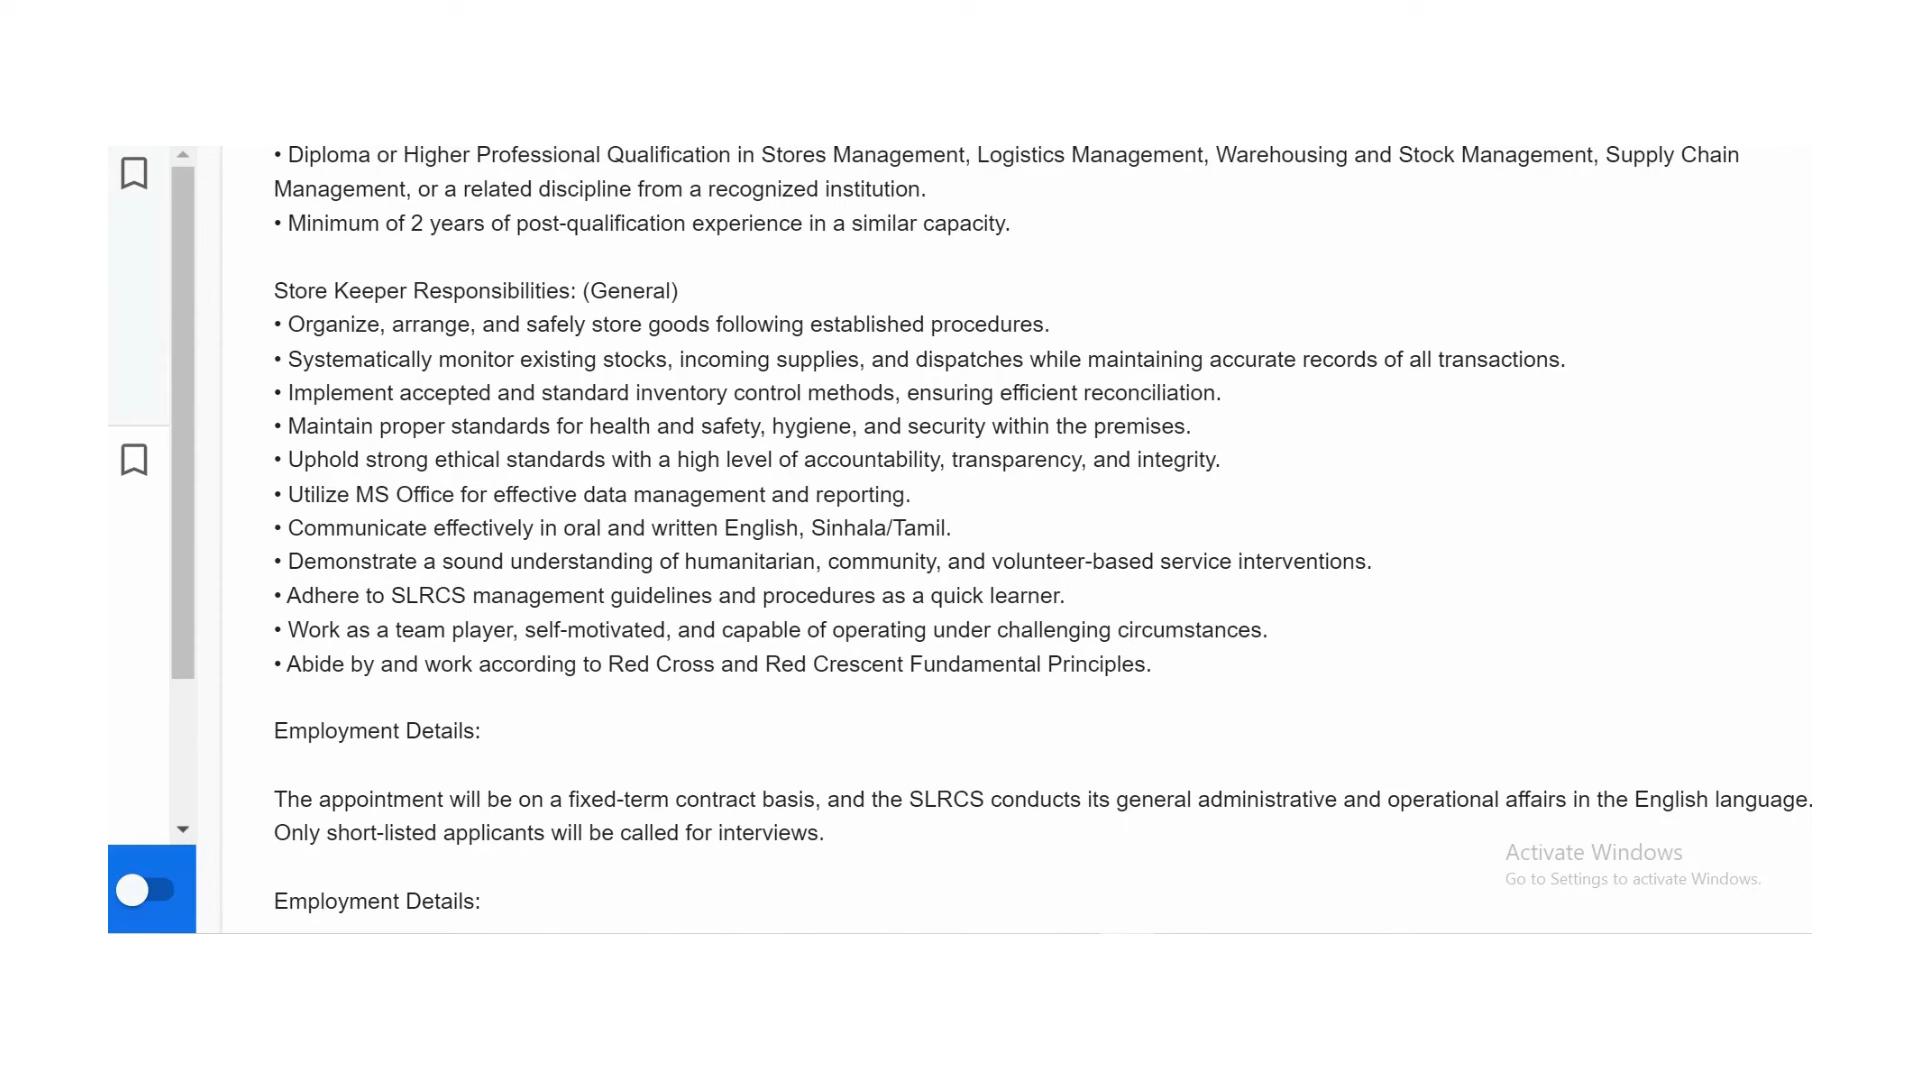 • Diploma or Higher Professional Qualification in Stores Management, Logistics Management, Warehousing and Stock Management, Supply Chain
Management, or a related discipline from a recognized institution.
• Minimum of 2 years of post-qualification experience in a similar capacity.
Store Keeper Responsibilities: (General)
• Organize, arrange, and safely store goods following established procedures.
• Systematically monitor existing stocks, incoming supplies, and dispatches while maintaining accurate records of all transactions.
• Implement accepted and standard inventory control methods, ensuring efficient reconciliation.
• Maintain proper standards for health and safety, hygiene, and security within the premises.
• Uphold strong ethical standards with a high level of accountability, transparency, and integrity.
• Utilize MS Office for effective data management and reporting.
• Communicate effectively in oral and written English, Sinhala/Tamil.
• Demonstrate a sound understanding of humanitarian, community, and volunteer-based service interventions.
• Adhere to SLRCS management guidelines and procedures as a quick learner.
• Work as a team player, self-motivated, and capable of operating under challenging circumstances.
• Abide by and work according to Red Cross and Red Crescent Fundamental Principles.
Employment Details:
The appointment will be on a fixed-term contract basis, and the SLRCS conducts its general administrative and operational affairs in the English language.
Only short-listed applicants will be called for interviews.
Activate Windows
Go to Settings to activate Windows.
Employment Details: